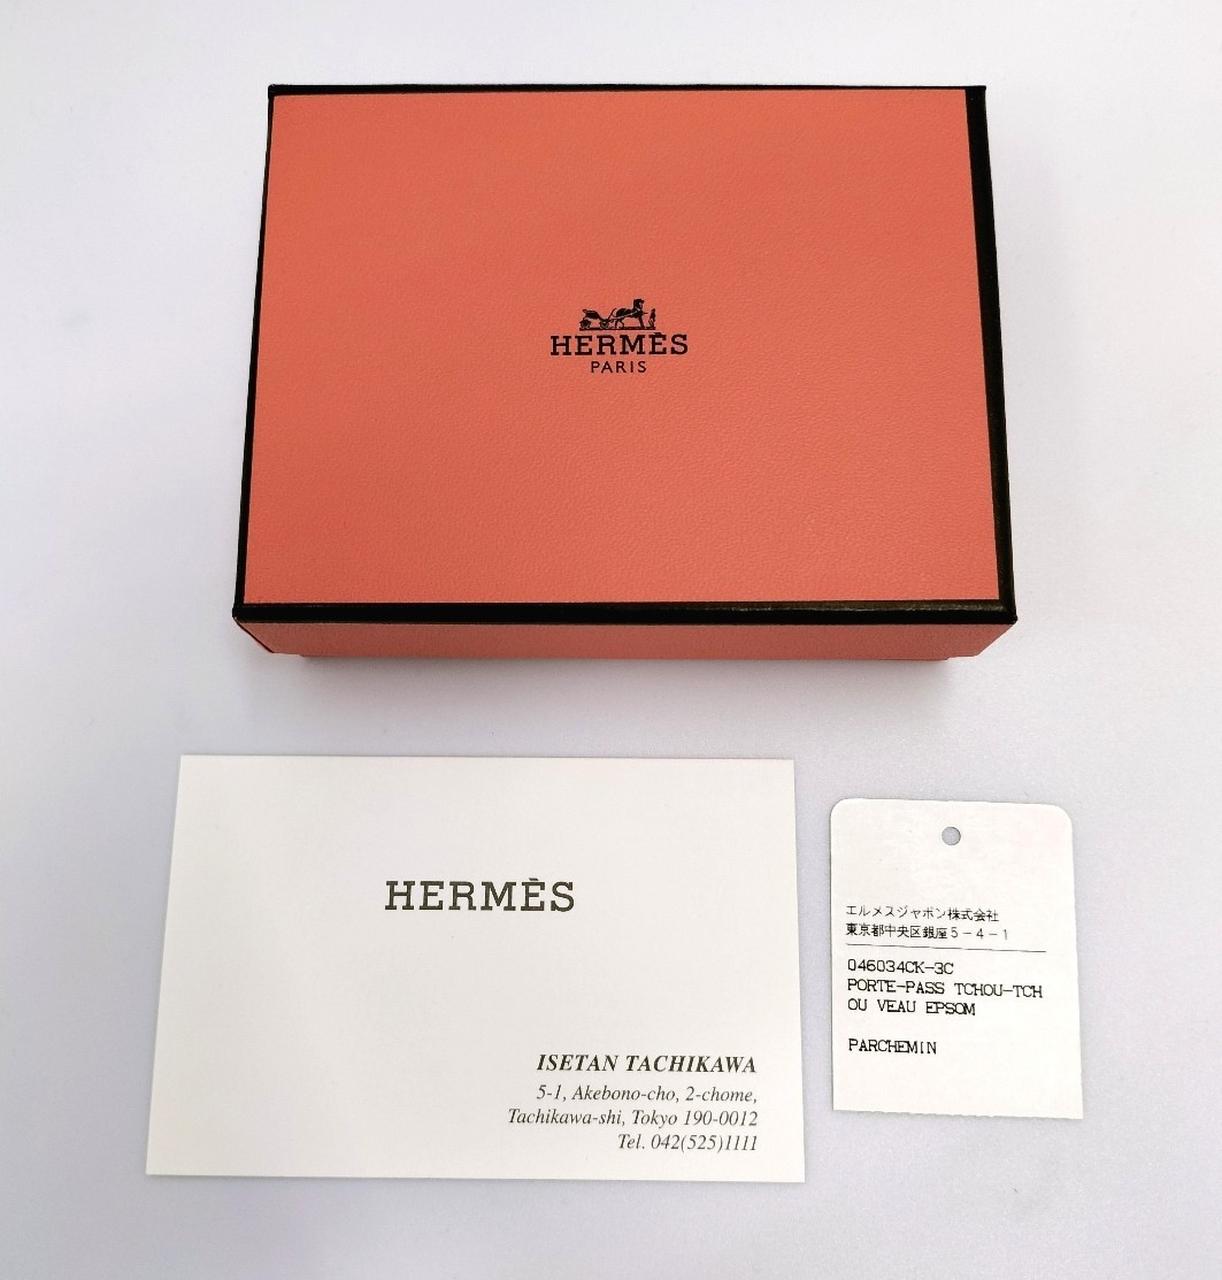 HERMÈS
PARIS
HERMÈS
ISETAN TACHIKAWA
5-1, Akebono-cho, 2-chome,
Tachikawa-shi, Tokyo 190-0012
Tel. 042(525)1111
エルメスジャポン株式会社
東京都中央区銀座5-4-1
046034CK-3C
PORTE-PASS TCHOU-TCH
OU VEAU EPSOM
PARCHEMIN